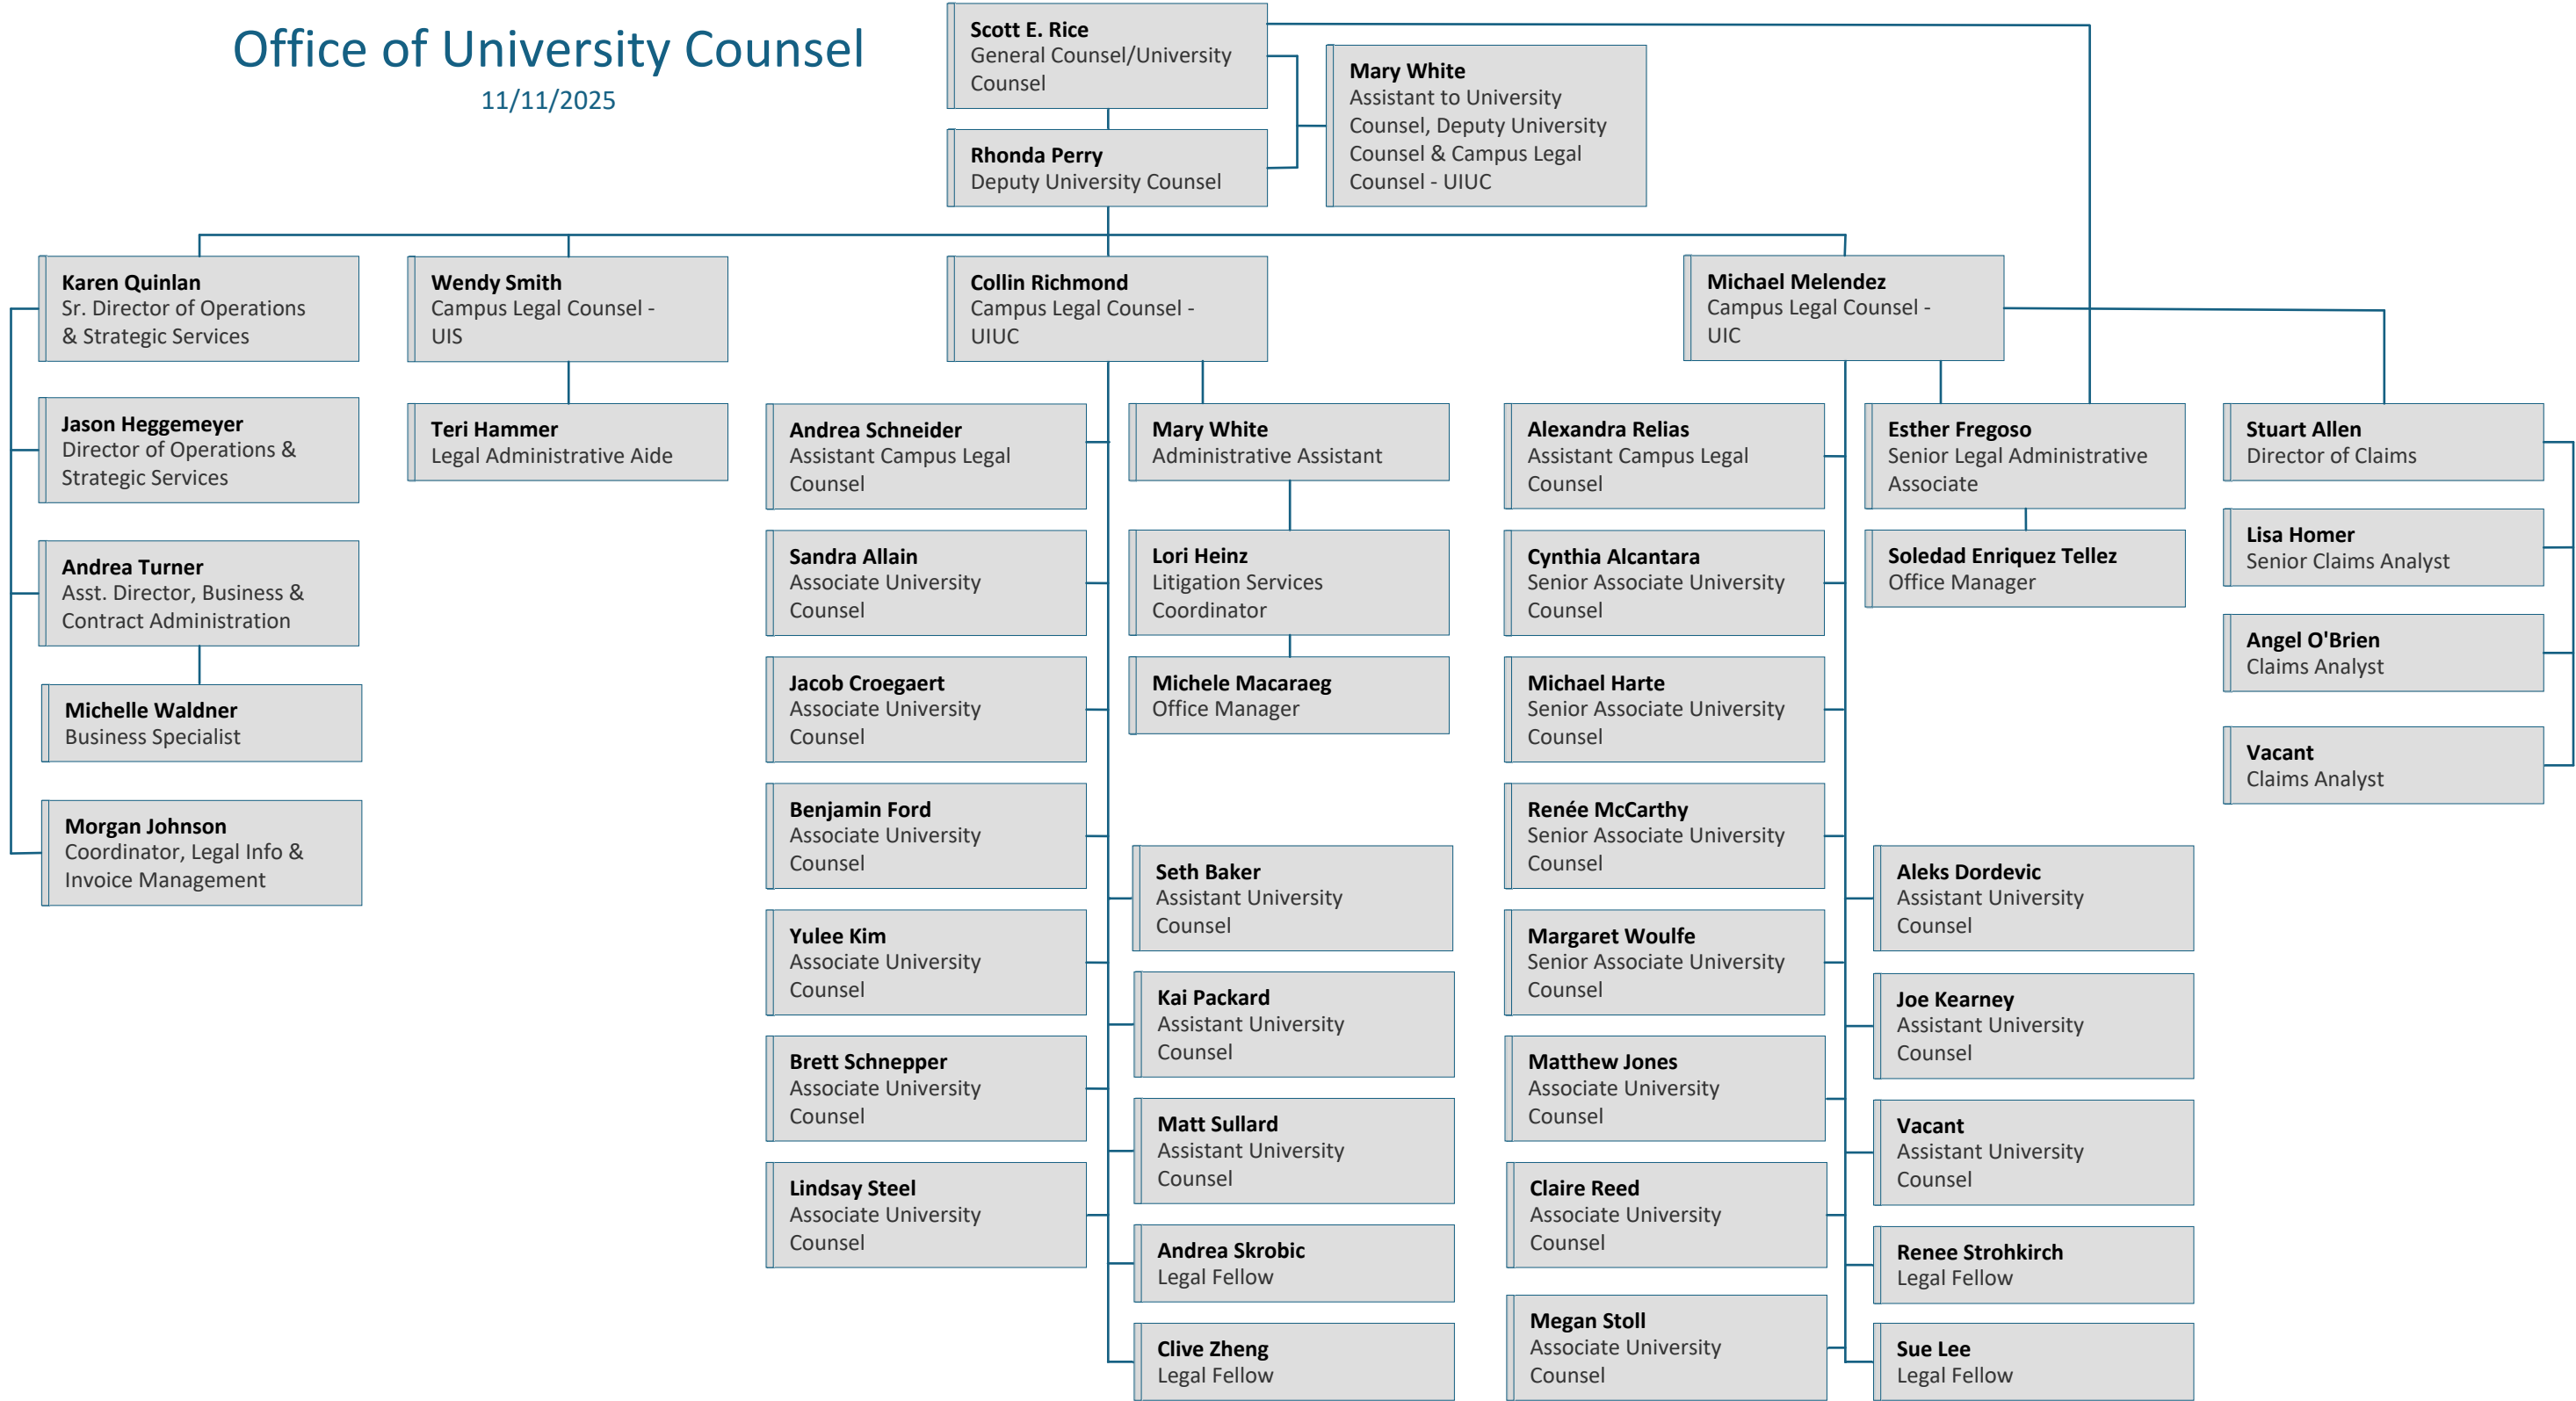 Office of University Counsel
11/11/2025
Scott E. Rice
General Counsel/University
Counsel
Mary White
Assistant to University
Counsel, Deputy University
Counsel & Campus Legal
Counsel - UIUC
Rhonda Perry
Deputy University Counsel
Karen Quinlan
Sr. Director of Operations
& Strategic Services
Jason Heggemeyer
Director of Operations &
Strategic Services
Andrea Turner
Asst. Director, Business &
Contract Administration
Michelle Waldner
Business Specialist
Morgan Johnson
Coordinator, Legal Info &
Invoice Management
Wendy Smith
Campus Legal Counsel -
UIS
Teri Hammer
Legal Administrative Aide
Collin Richmond
Campus Legal Counsel -
UIUC
Andrea Schneider
Assistant Campus Legal
Counsel
Sandra Allain
Associate University
Counsel
Jacob Croegaert
Associate University
Counsel
Benjamin Ford
Associate University
Counsel
Yulee Kim
Associate University
Counsel
Brett Schnepper
Associate University
Counsel
Lindsay Steel
Associate University
Counsel
Mary White
Administrative Assistant
Lori Heinz
Litigation Services
Coordinator
Michele Macaraeg
Office Manager
Seth Baker
Assistant University
Counsel
Kai Packard
Assistant University
Counsel
Matt Sullard
Assistant University
Counsel
Andrea Skrobic
Legal Fellow
Clive Zheng
Legal Fellow
Michael Melendez
Campus Legal Counsel -
UIC
Alexandra Relias
Assistant Campus Legal
Counsel
Cynthia Alcantara
Senior Associate University
Counsel
Michael Harte
Senior Associate University
Counsel
Renée McCarthy
Senior Associate University
Counsel
Margaret Woulfe
Senior Associate University
Counsel
Matthew Jones
Associate University
Counsel
Claire Reed
Associate University
Counsel
Megan Stoll
Associate University
Counsel
Esther Fregoso
Senior Legal Administrative
Associate
Soledad Enriquez Tellez
Office Manager
Aleks Dordevic
Assistant University
Counsel
Joe Kearney
Assistant University
Counsel
Vacant
Assistant University
Counsel
Renee Strohkirch
Legal Fellow
Sue Lee
Legal Fellow
Stuart Allen
Director of Claims
Lisa Homer
Senior Claims Analyst
Angel O'Brien
Claims Analyst
Vacant
Claims Analyst